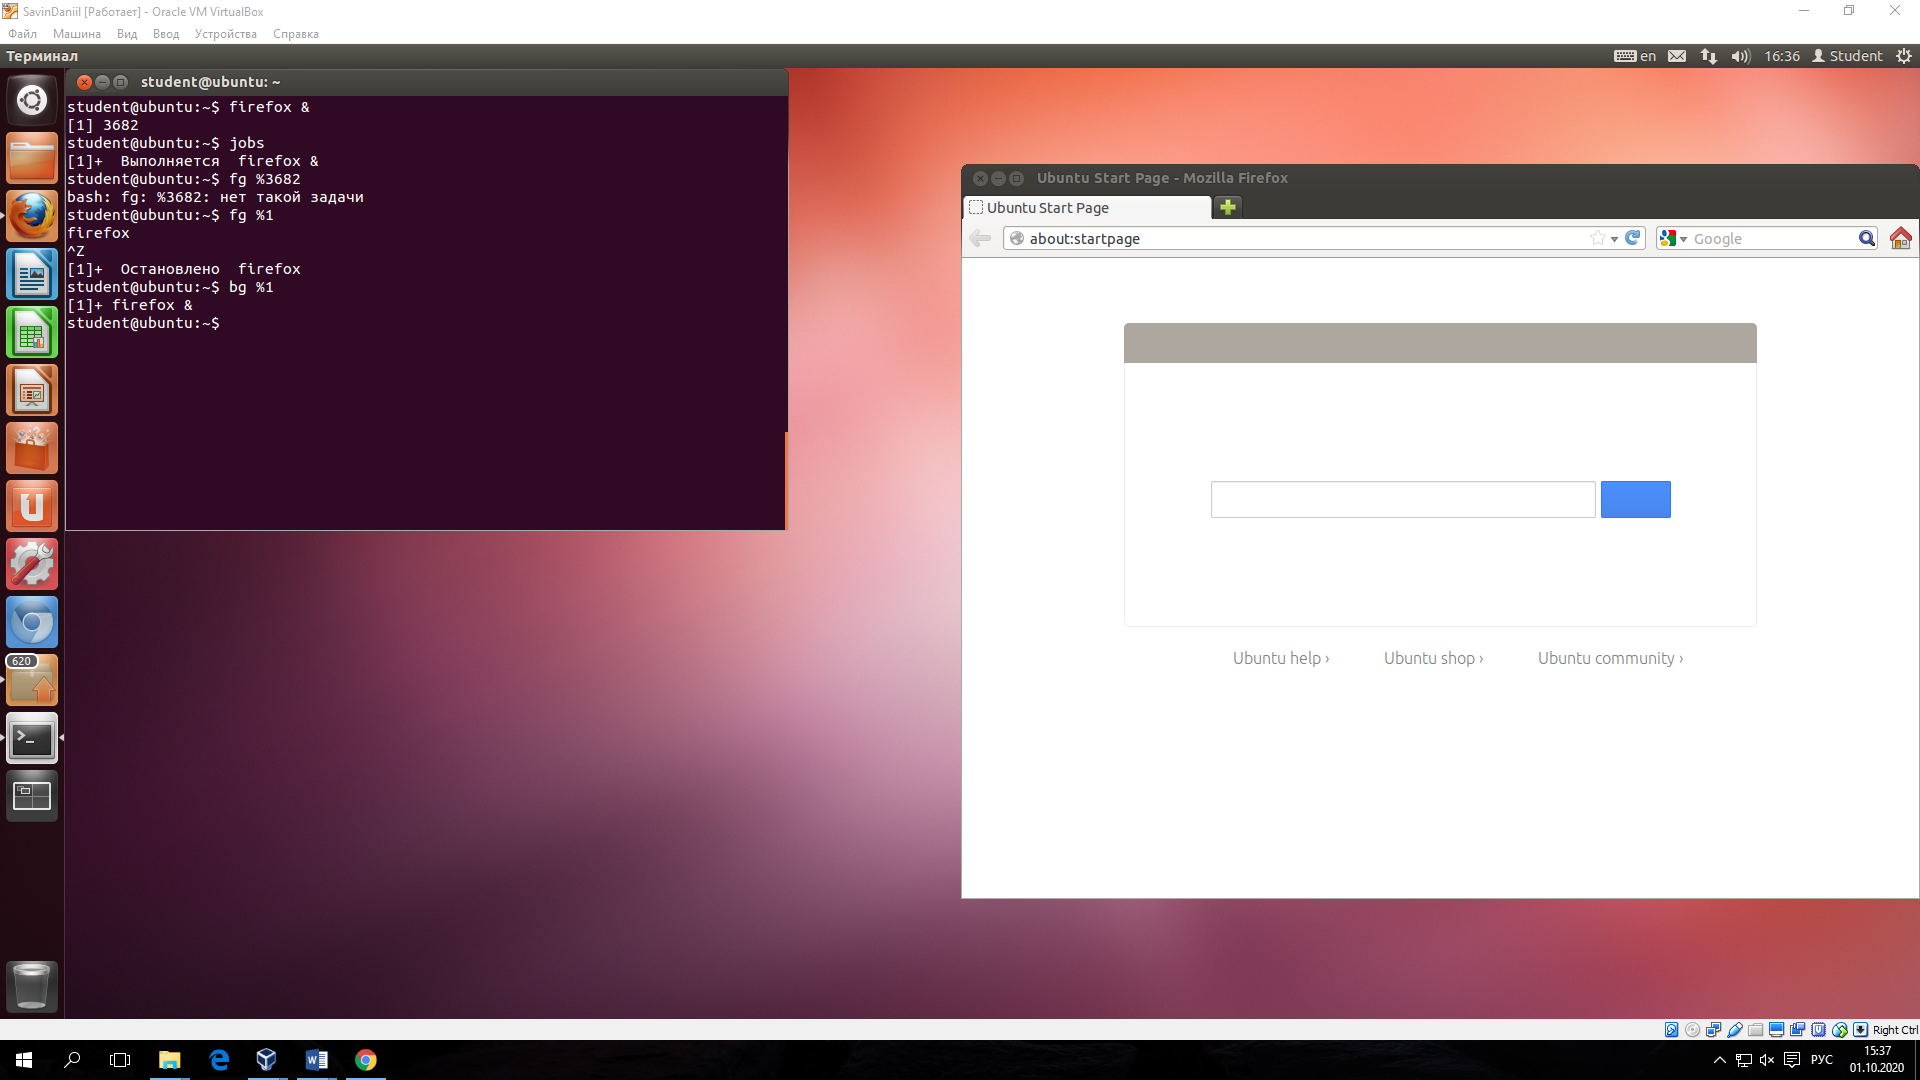 SavinDaniil [Работает] - Oracle VM VirtualBox
Файл Машина Вид Ввод Устройства Справка
Терминал en 16:36 Student
student@ubuntu: ~
student@ubuntu:~$ firefox &
[1] 3682
student@ubuntu:~$ jobs
[1]+  Выполняется  firefox &
student@ubuntu:~$ fg %3682
bash: fg: %3682: нет такой задачи
student@ubuntu:~$ fg %1
firefox
^Z
[1]+  Остановлено  firefox
student@ubuntu:~$ bg %1
[1]+ firefox &
student@ubuntu:~$
620
Ubuntu Start Page - Mozilla Firefox
Ubuntu Start Page
about:startpage Google
Ubuntu help › Ubuntu shop › Ubuntu community ›
Right Ctrl
РУС 15:37
01.10.2020